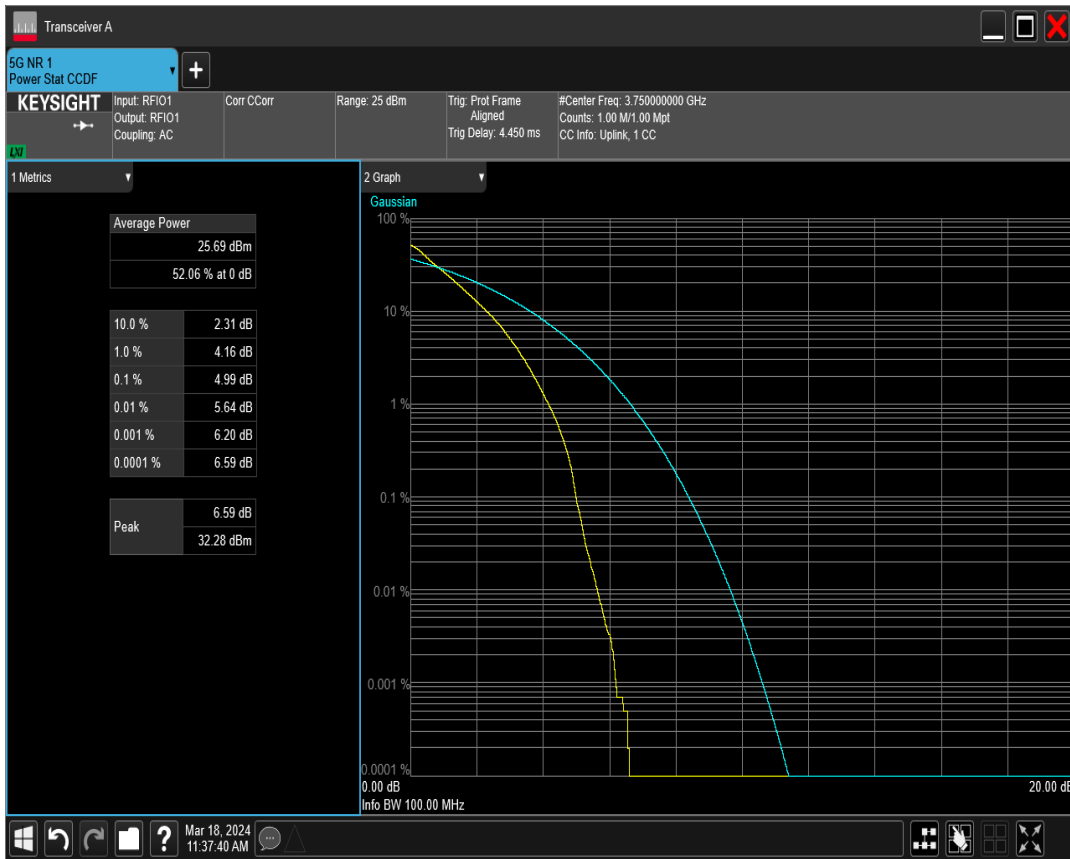 Transceiver A
5G NR 1
Power Stat CCDF
+
KEYSIGHT
LXI
Input: RFIO1
Output: RFIO1
Coupling: AC
Corr CCorr
Range: 25 dBm
Trig: Prot Frame
Aligned
Trig Delay: 4.450 ms
#Center Freq: 3.750000000 GHz
Counts: 1.00 M/1.00 Mpt
CC Info: Uplink, 1 CC
1 Metrics
Average Power
25.69 dBm
52.06 % at 0 dB
10.0 % 2.31 dB
1.0 % 4.16 dB
0.1 % 4.99 dB
0.01 % 5.64 dB
0.001 % 6.20 dB
0.0001 % 6.59 dB
Peak
6.59 dB
32.28 dBm
2 Graph
Gaussian
100 %
10 %
1 %
0.1 %
0.01 %
0.001 %
0.0001 %
0.00 dB
20.00 dB
Info BW 100.00 MHz
?
Mar 18, 2024
11:37:40 AM